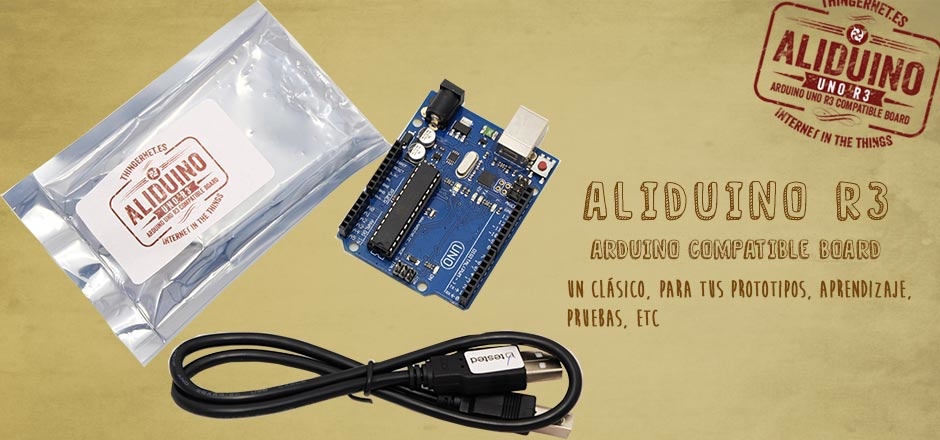 THINGERNET.ES
ALIDUINO
UNO R3
ARDUINO UNO R3 COMPATIBLE BOARD
INTERNET IN THE THINGS
THINGERNET.ES
ALIDUINO
UNO R3
ARDUINO UNO R3 COMPATIBLE BOARD
INTERNET IN THE THINGS
UNO
ALIDUINO R3
ARDUINO COMPATIBLE BOARD
UN CLÁSICO, PARA TUS PROTOTIPOS, APRENDIZAJE,
PRUEBAS, ETC
tested